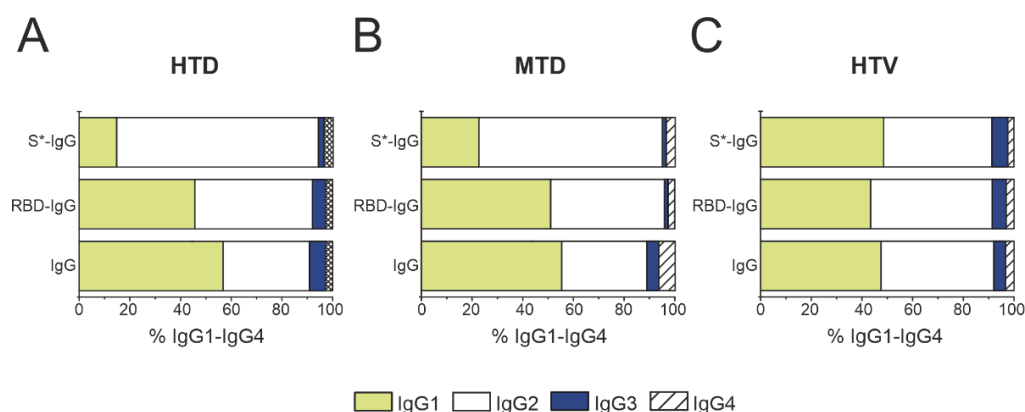 A
HTD
S*-IgG
RBD-IgG
IgG
0 20 40 60 80 100
% IgG1-IgG4
B
MTD
S*-IgG
RBD-IgG
IgG
0 20 40 60 80 100
% IgG1-IgG4
C
HTV
S*-IgG
RBD-IgG
IgG
0 20 40 60 80 100
% IgG1-IgG4
IgG1 IgG2 IgG3 IgG4